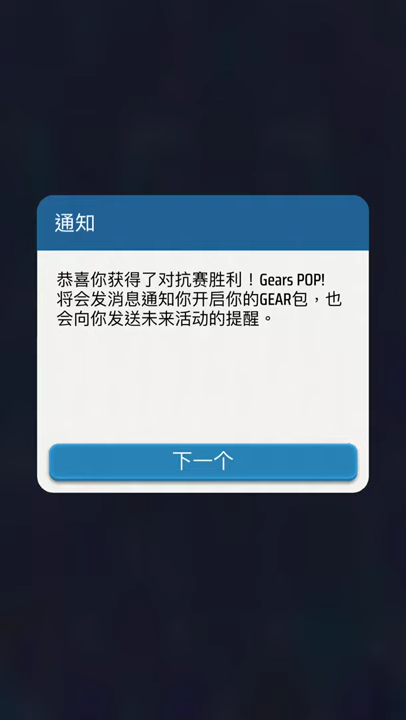 通知
恭喜你获得了对抗赛胜利！Gears POP!
将会发消息通知你开启你的GEAR包，也
会向你发送未来活动的提醒。
下一个